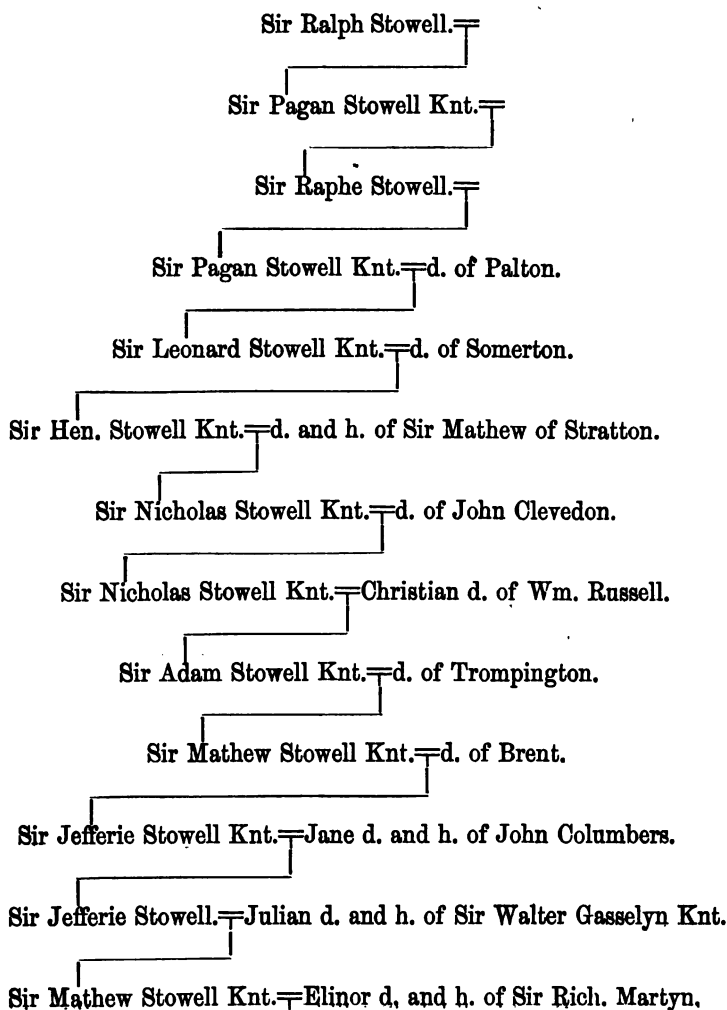 Sir Ralph Stowell.=
Sir Pagan Stowell Knt.=
Sir Raphe Stowell.=
Sir Pagan Stowell Knt.=d. of Palton.
Sir Leonard Stowell Knt.=d. of Somerton.
Sir Hen. Stowell Knt.=d. and h. of Sir Mathew of Stratton.
Sir Nicholas Stowell Knt.=d. of John Clevedon.
Sir Nicholas Stowell Knt.=Christian d. of Wm. Russell.
Sir Adam Stowell Knt.=d. of Trompington.
Sir Mathew Stowell Knt.=d. of Brent.
Sir Jefferie Stowell Knt.=Jane d. and h. of John Columbers.
Sir Jefferie Stowell.=Julian d. and h. of Sir Walter Gasselyn Knt.
Sir Mathew Stowell Knt.=Elinor d. and h. of Sir Rich. Martyn.